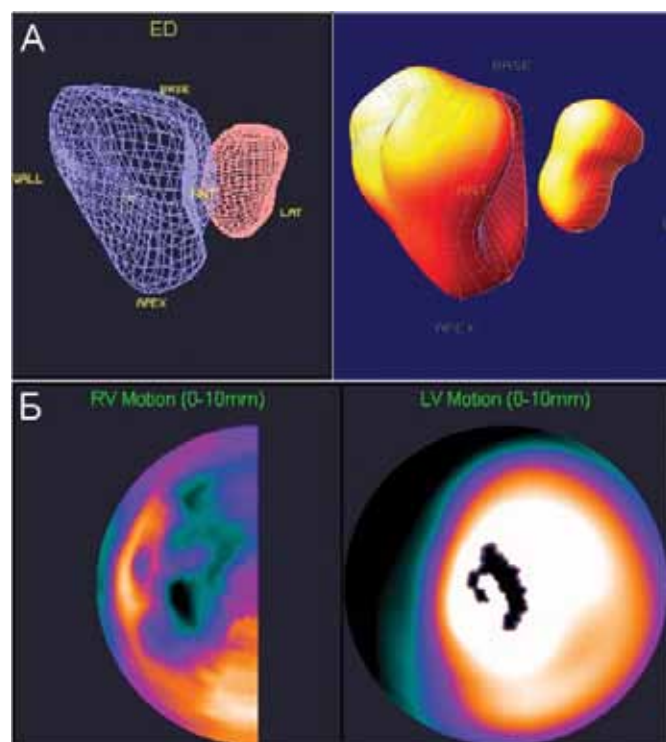 А
ED
BASE
WALL
ANT
LAT
APEX
BASE
ANT
APEX
Б
RV Motion (0-10mm)
LV Motion (0-10mm)